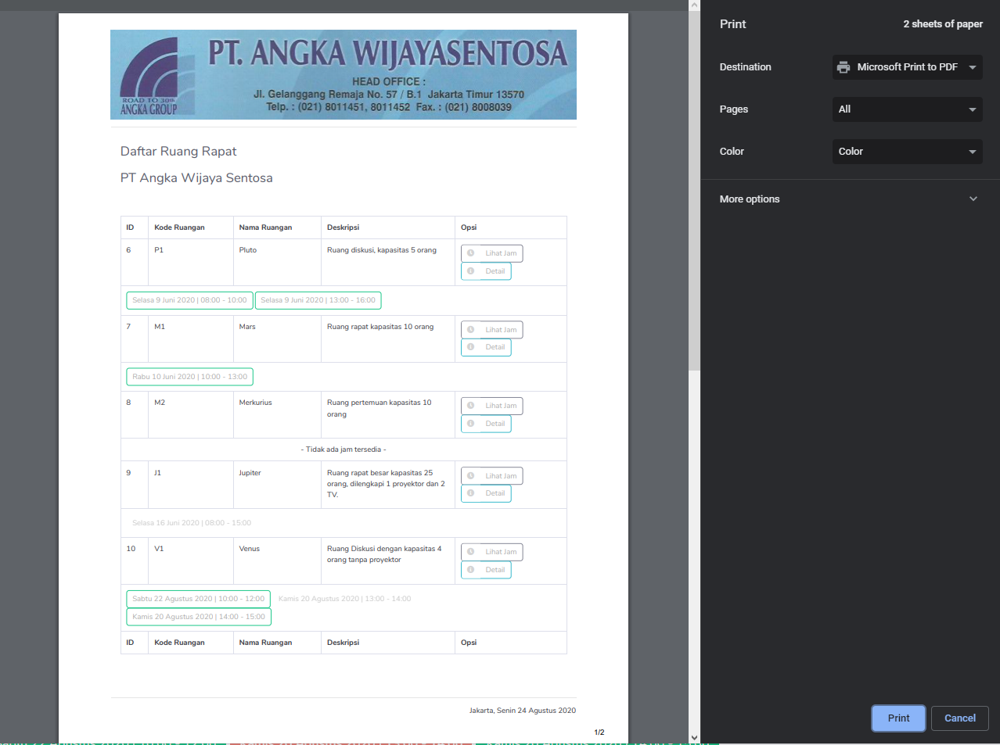 PT. ANGKA WIJAYASENTOSA
HEAD OFFICE :
Jl. Gelanggang Remaja No. 57 / B.1 Jakarta Timur 13570
Telp. : (021) 8011451, 8011452 Fax. : (021) 8008039
ROAD TO 30th
ANGKA GROUP
Daftar Ruang Rapat
PT Angka Wijaya Sentosa
ID Kode Ruangan Nama Ruangan Deskripsi Opsi
6 P1 Pluto Ruang diskusi, kapasitas 5 orang Lihat Jam
Detail
Selasa 9 Juni 2020 | 08:00 - 10:00 Selasa 9 Juni 2020 | 13:00 - 16:00
7 M1 Mars Ruang rapat kapasitas 10 orang Lihat Jam
Detail
Rabu 10 Juni 2020 | 10:00 - 13:00
8 M2 Merkurius Ruang pertemuan kapasitas 10 Lihat Jam
orang Detail
- Tidak ada jam tersedia -
9 J1 Jupiter Ruang rapat besar kapasitas 25 Lihat Jam
orang, dilengkapi 1 proyektor dan 2
TV. Detail
Selasa 16 Juni 2020 | 08:00 - 15:00
10 V1 Venus Ruang Diskusi dengan kapasitas 4 Lihat Jam
orang tanpa proyektor Detail
Sabtu 22 Agustus 2020 | 10:00 - 12:00 Kamis 20 Agustus 2020 | 13:00 - 14:00
Kamis 20 Agustus 2020 | 14:00 - 15:00
ID Kode Ruangan Nama Ruangan Deskripsi Opsi
Jakarta, Senin 24 Agustus 2020
1/2
Print 2 sheets of paper
Destination Microsoft Print to PDF
Pages All
Color Color
More options
Print Cancel